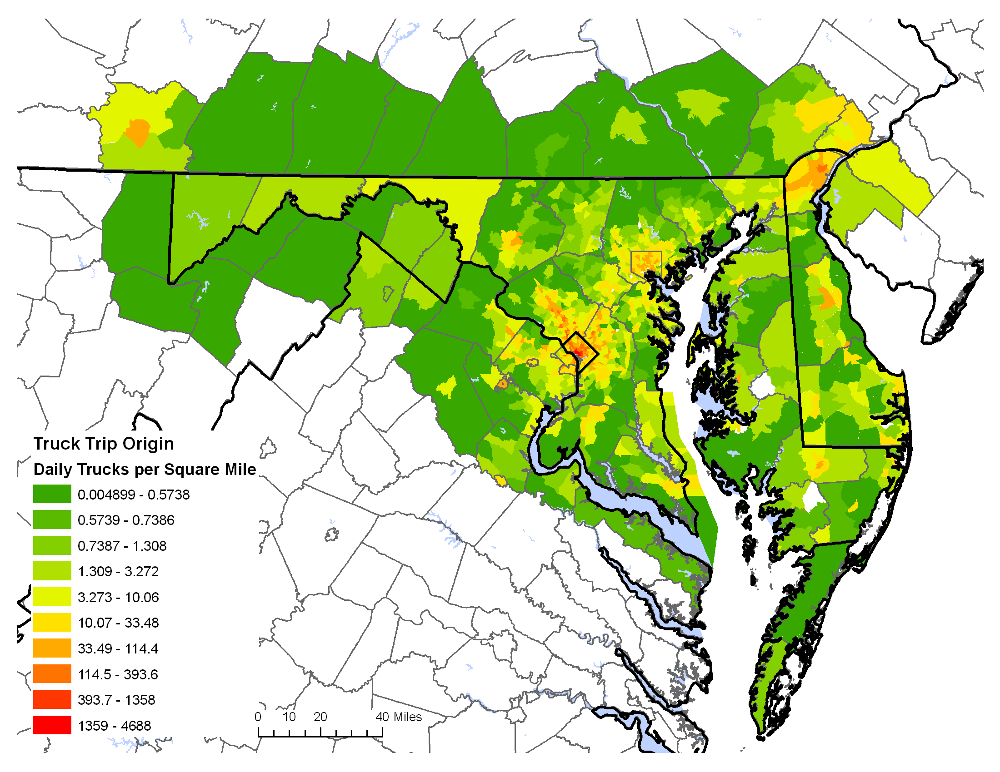 Truck Trip Origin
Daily Trucks per Square Mile
0.004899 - 0.5738
0.5739 - 0.7386
0.7387 - 1.308
1.309 - 3.272
3.273 - 10.06
10.07 - 33.48
33.49 - 114.4
114.5 - 393.6
393.7 - 1358
1359 - 4688
0 10 20 40 Miles